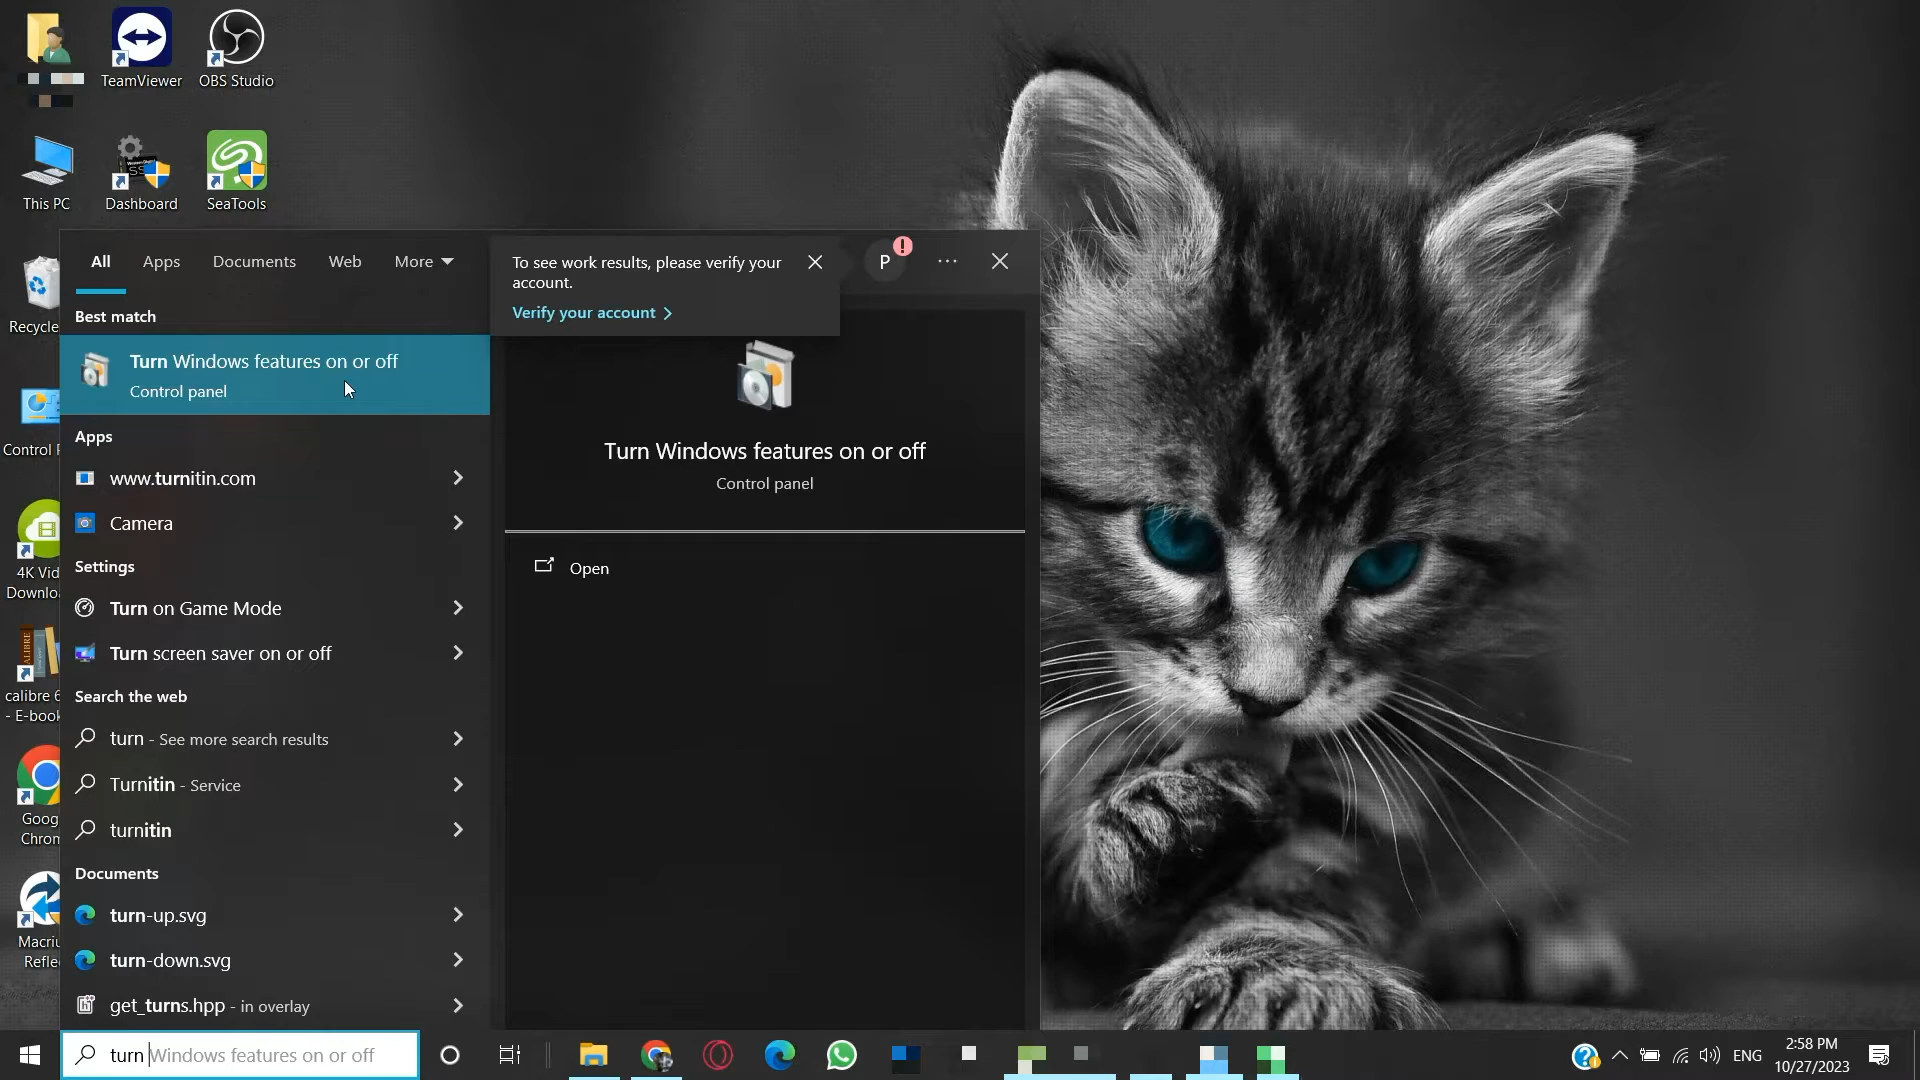 TeamViewer
OBS Studio
This PC
Dashboard
SeaTools
Recycle
Control P
4K Vid
Downlo
calibre 6
- E-book
Goog
Chrom
Macriu
Refle
All
Apps
Documents
Web
More
To see work results, please verify your
account.
Verify your account
P
Best match
Turn Windows features on or off
Control panel
Apps
www.turnitin.com
Camera
Settings
Turn on Game Mode
Turn screen saver on or off
Search the web
turn - See more search results
Turnitin - Service
turnitin
Documents
turn-up.svg
turn-down.svg
get_turns.hpp - in overlay
Turn Windows features on or off
Control panel
Open
turn Windows features on or off
ENG
2:58 PM
10/27/2023